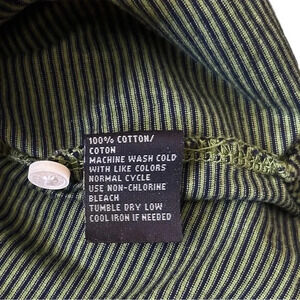 100% COTTON/
COTON
MACHINE WASH COLD
WITH LIKE COLORS
NORMAL CYCLE
USE NON-CHLORINE
BLEACH
TUMBLE DRY LOW
COOL IRON IF NEEDED